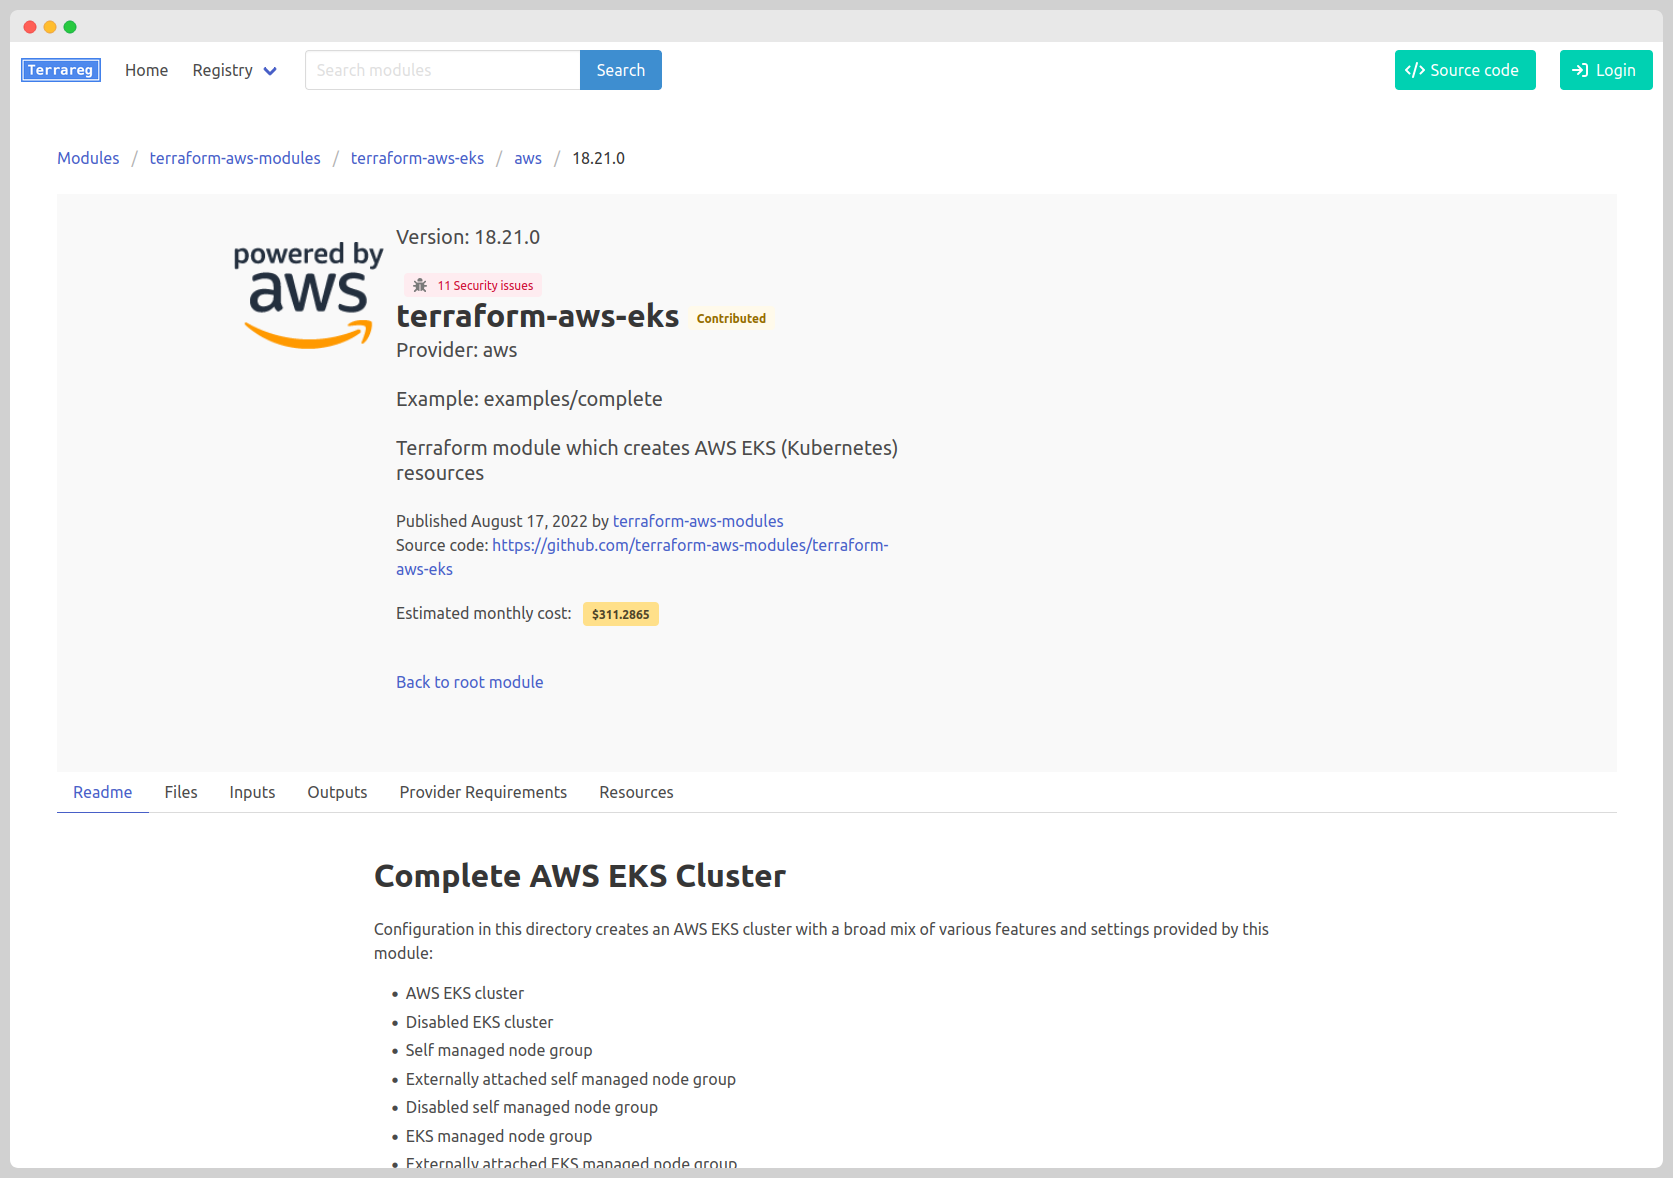 Terrareg Home Registry Search modules Search Source code Login
Modules / terraform-aws-modules / terraform-aws-eks / aws / 18.21.0
powered by
aws
Version: 18.21.0
11 Security issues
terraform-aws-eks Contributed
Provider: aws
Example: examples/complete
Terraform module which creates AWS EKS (Kubernetes)
resources
Published August 17, 2022 by terraform-aws-modules
Source code: https://github.com/terraform-aws-modules/terraform-
aws-eks
Estimated monthly cost: $311.2865
Back to root module
Readme Files Inputs Outputs Provider Requirements Resources
Complete AWS EKS Cluster
Configuration in this directory creates an AWS EKS cluster with a broad mix of various features and settings provided by this
module:
• AWS EKS cluster
• Disabled EKS cluster
• Self managed node group
• Externally attached self managed node group
• Disabled self managed node group
• EKS managed node group
• Externally attached EKS managed node group